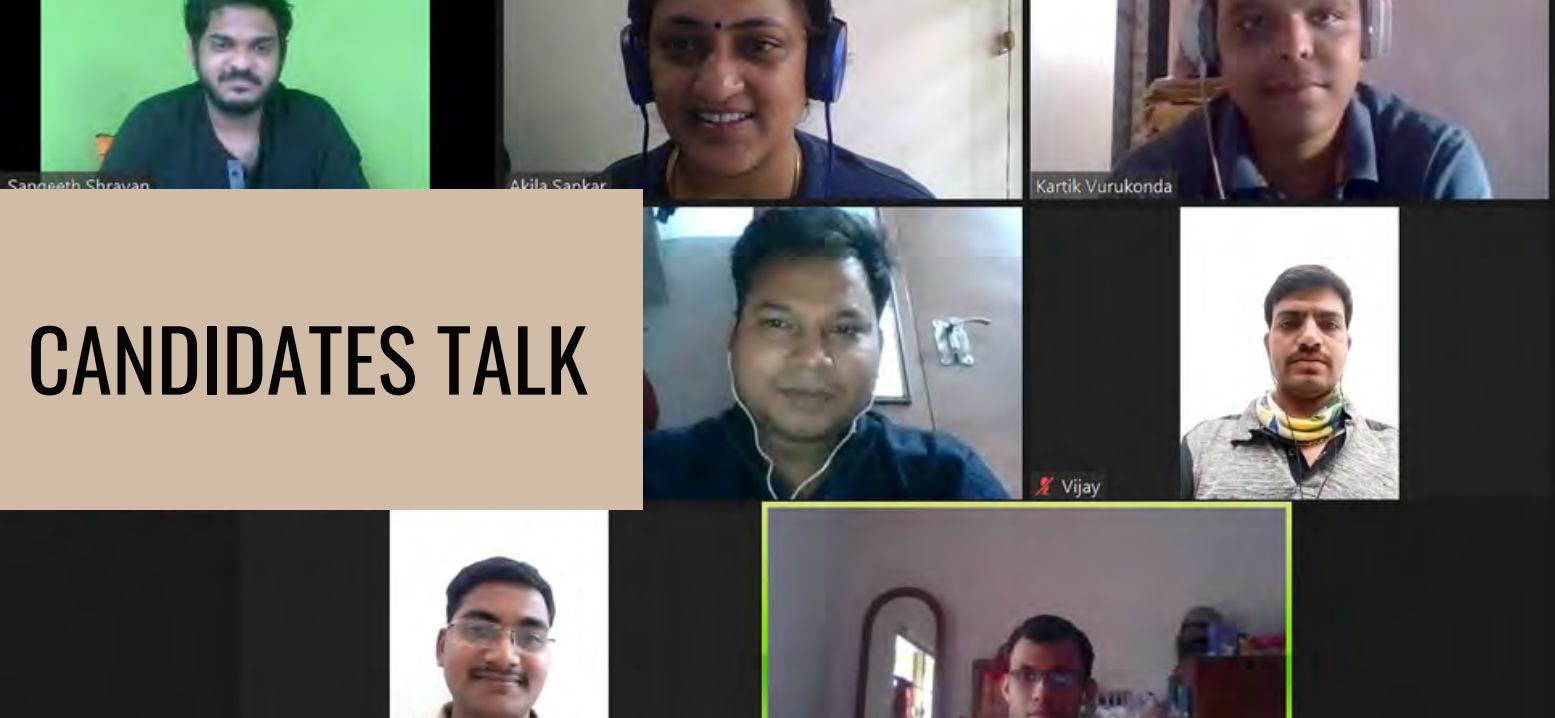 Sangeeth Shravan
Akila Sankar
Kartik Vurukonda
CANDIDATES TALK
Vijay